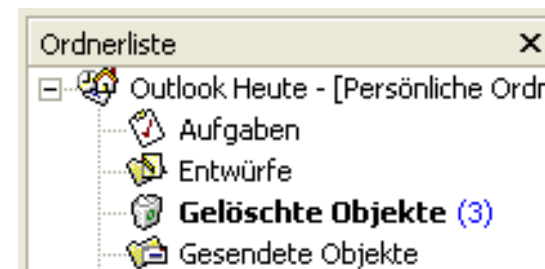 Ordnerliste
Outlook Heute - [Persönliche Ordn
Aufgaben
Entwürfe
Gelöschte Objekte (3)
Gesendete Objekte